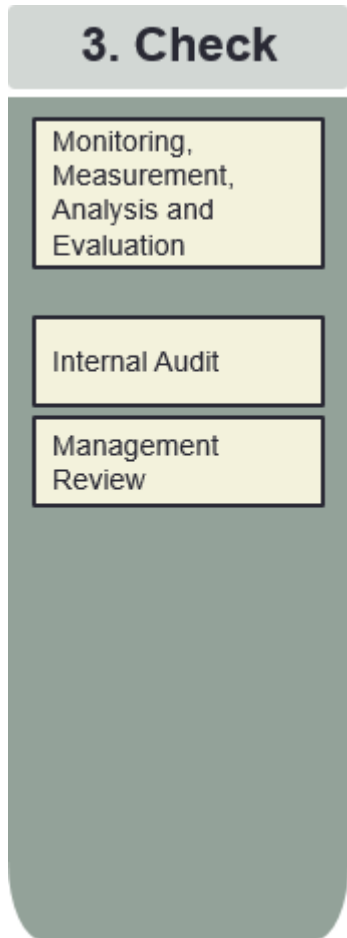 3. Check
Monitoring,
Measurement,
Analysis and
Evaluation
Internal Audit
Management
Review